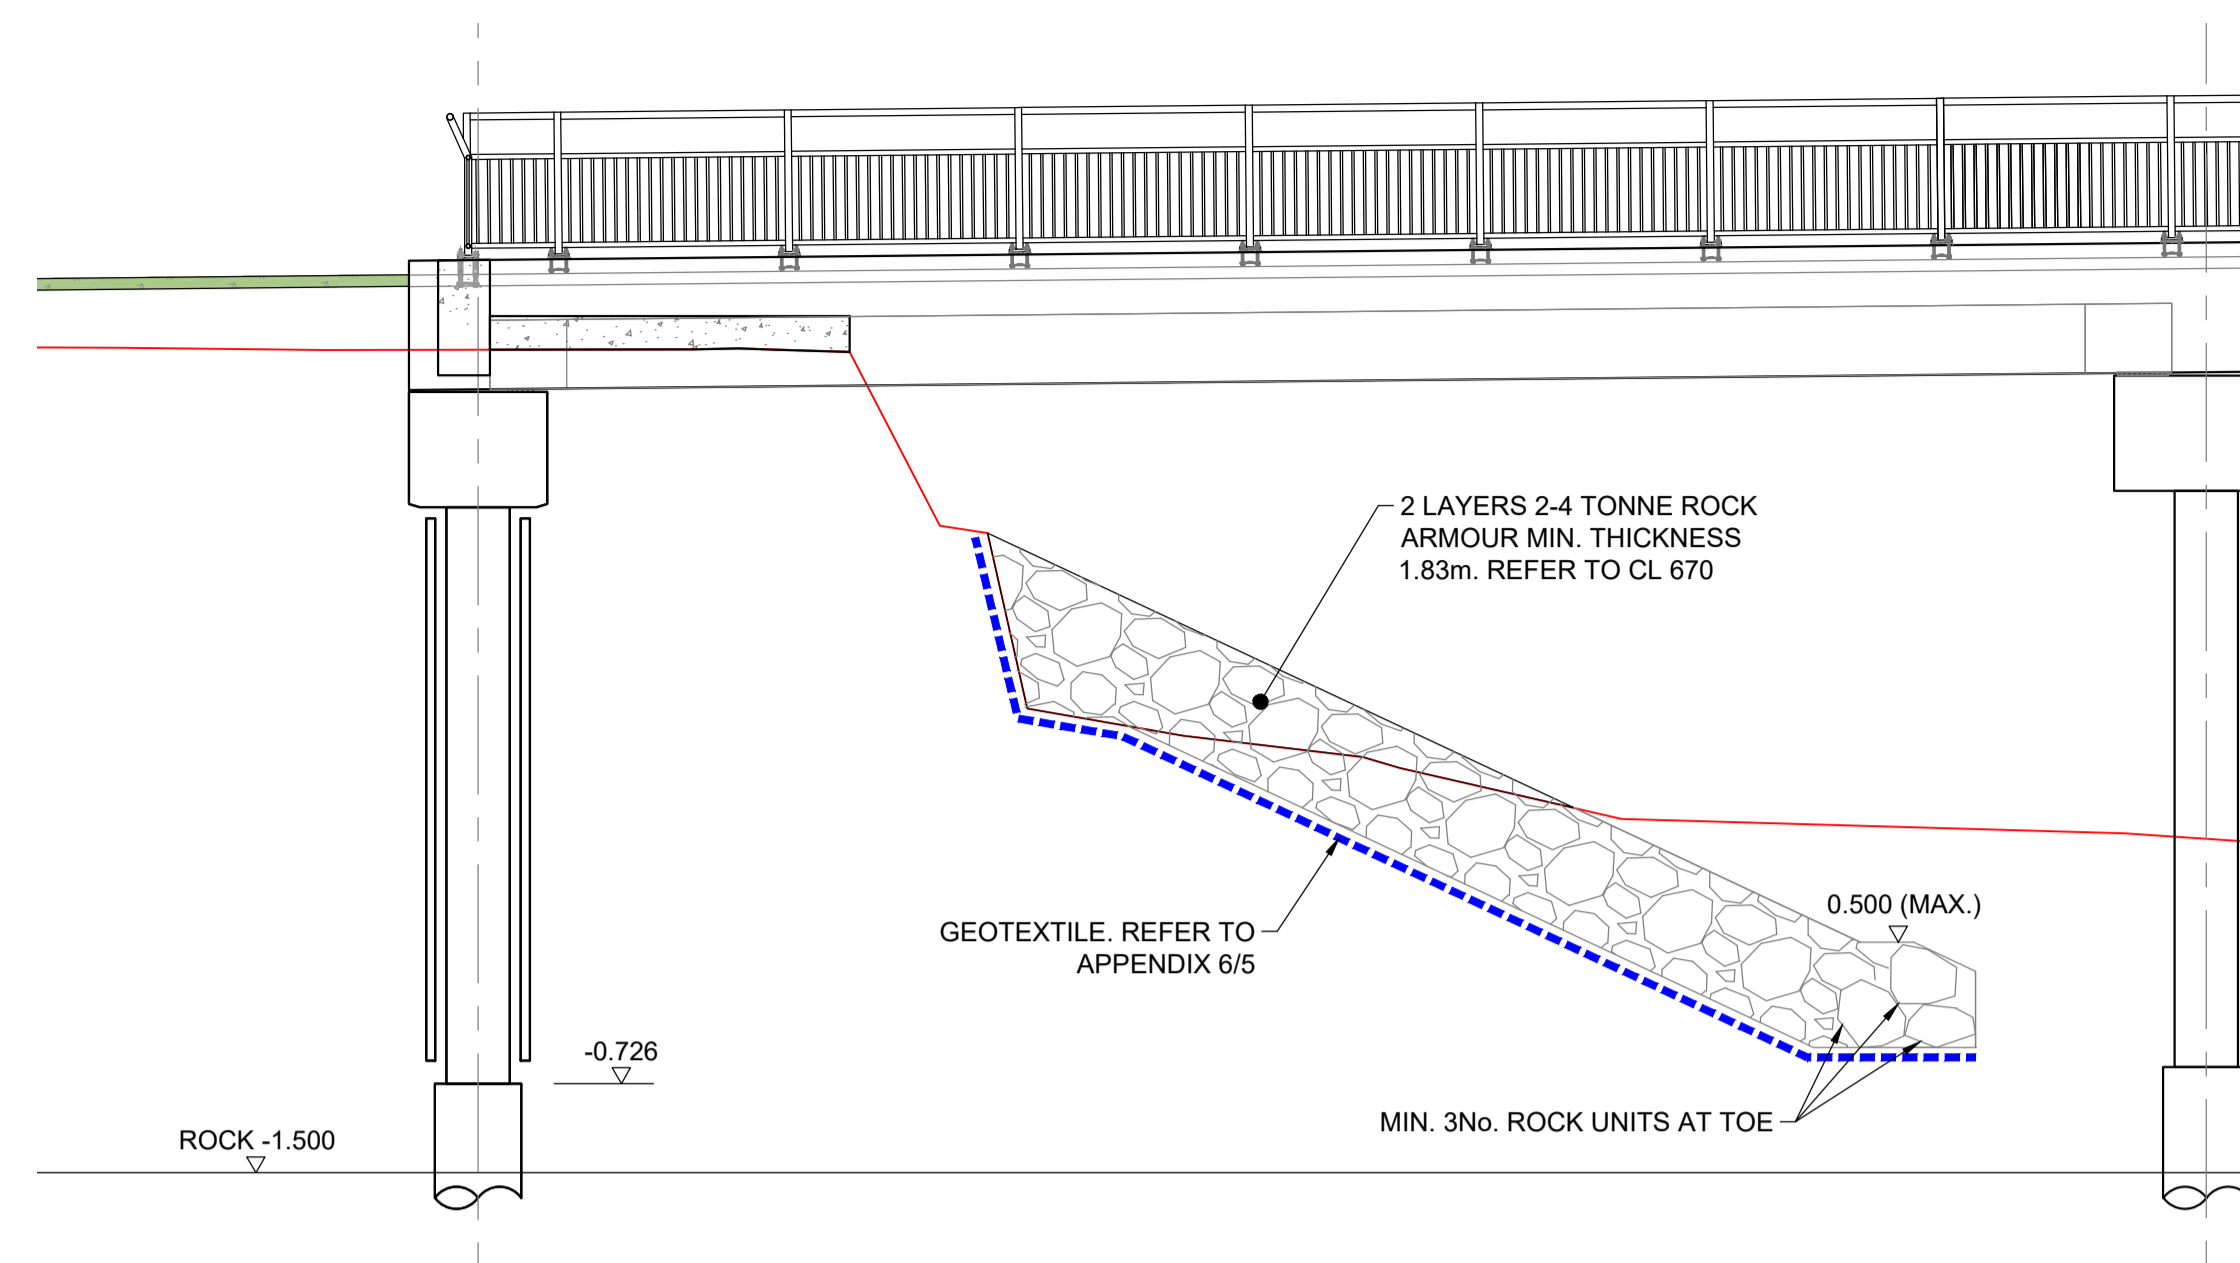 2 LAYERS 2-4 TONNE ROCK
ARMOUR MIN. THICKNESS
1.83m. REFER TO CL 670
0.500 (MAX.)
GEOTEXTILE. REFER TO
APPENDIX 6/5
-0.726
MIN. 3No. ROCK UNITS AT TOE
ROCK -1.500